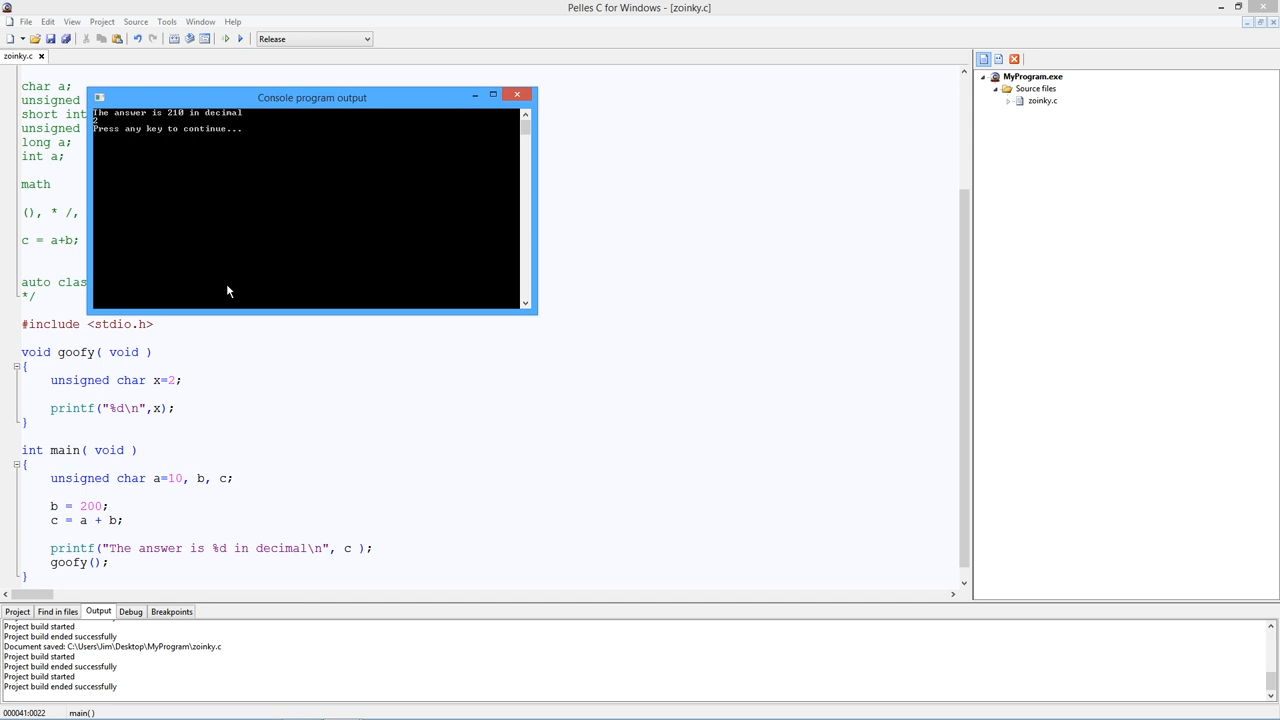 Pelles C for Windows - [zoinky.c]
File Edit View Project Source Tools Window Help
Release
zoinky.c
char a;
unsigned
short int
unsigned
long a;
int a;
math
(), * /,
c = a+b;
auto clas
*/
Console program output
The answer is 210 in decimal
2
Press any key to continue...
#include <stdio.h>
void goofy( void )
{
unsigned char x=2;
printf("%d\n",x);
}
int main( void )
{
unsigned char a=10, b, c;
b = 200;
c = a + b;
printf("The answer is %d in decimal\n", c );
goofy();
}
MyProgram.exe
Source files
zoinky.c
Project Find in files Output Debug Breakpoints
Project build started
Project build ended successfully
Document saved: C:\Users\Jim\Desktop\MyProgram\zoinky.c
Project build started
Project build ended successfully
Project build started
Project build ended successfully
000041:0022 main( )